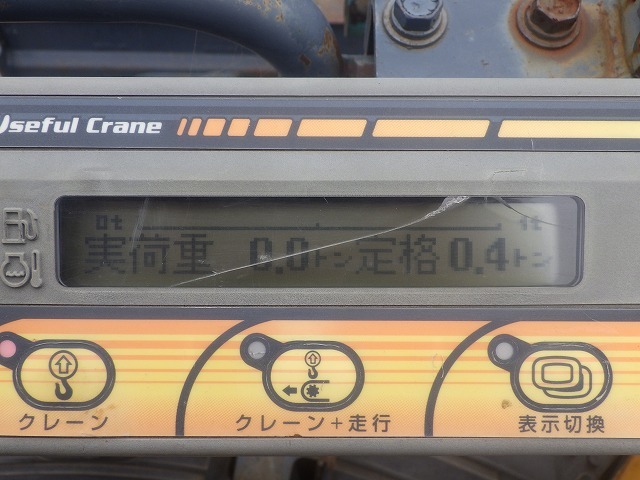 Useful Crane
0t
実荷重 0.0トン 定格0.4トン
クレーン
クレーン+走行
表示切換